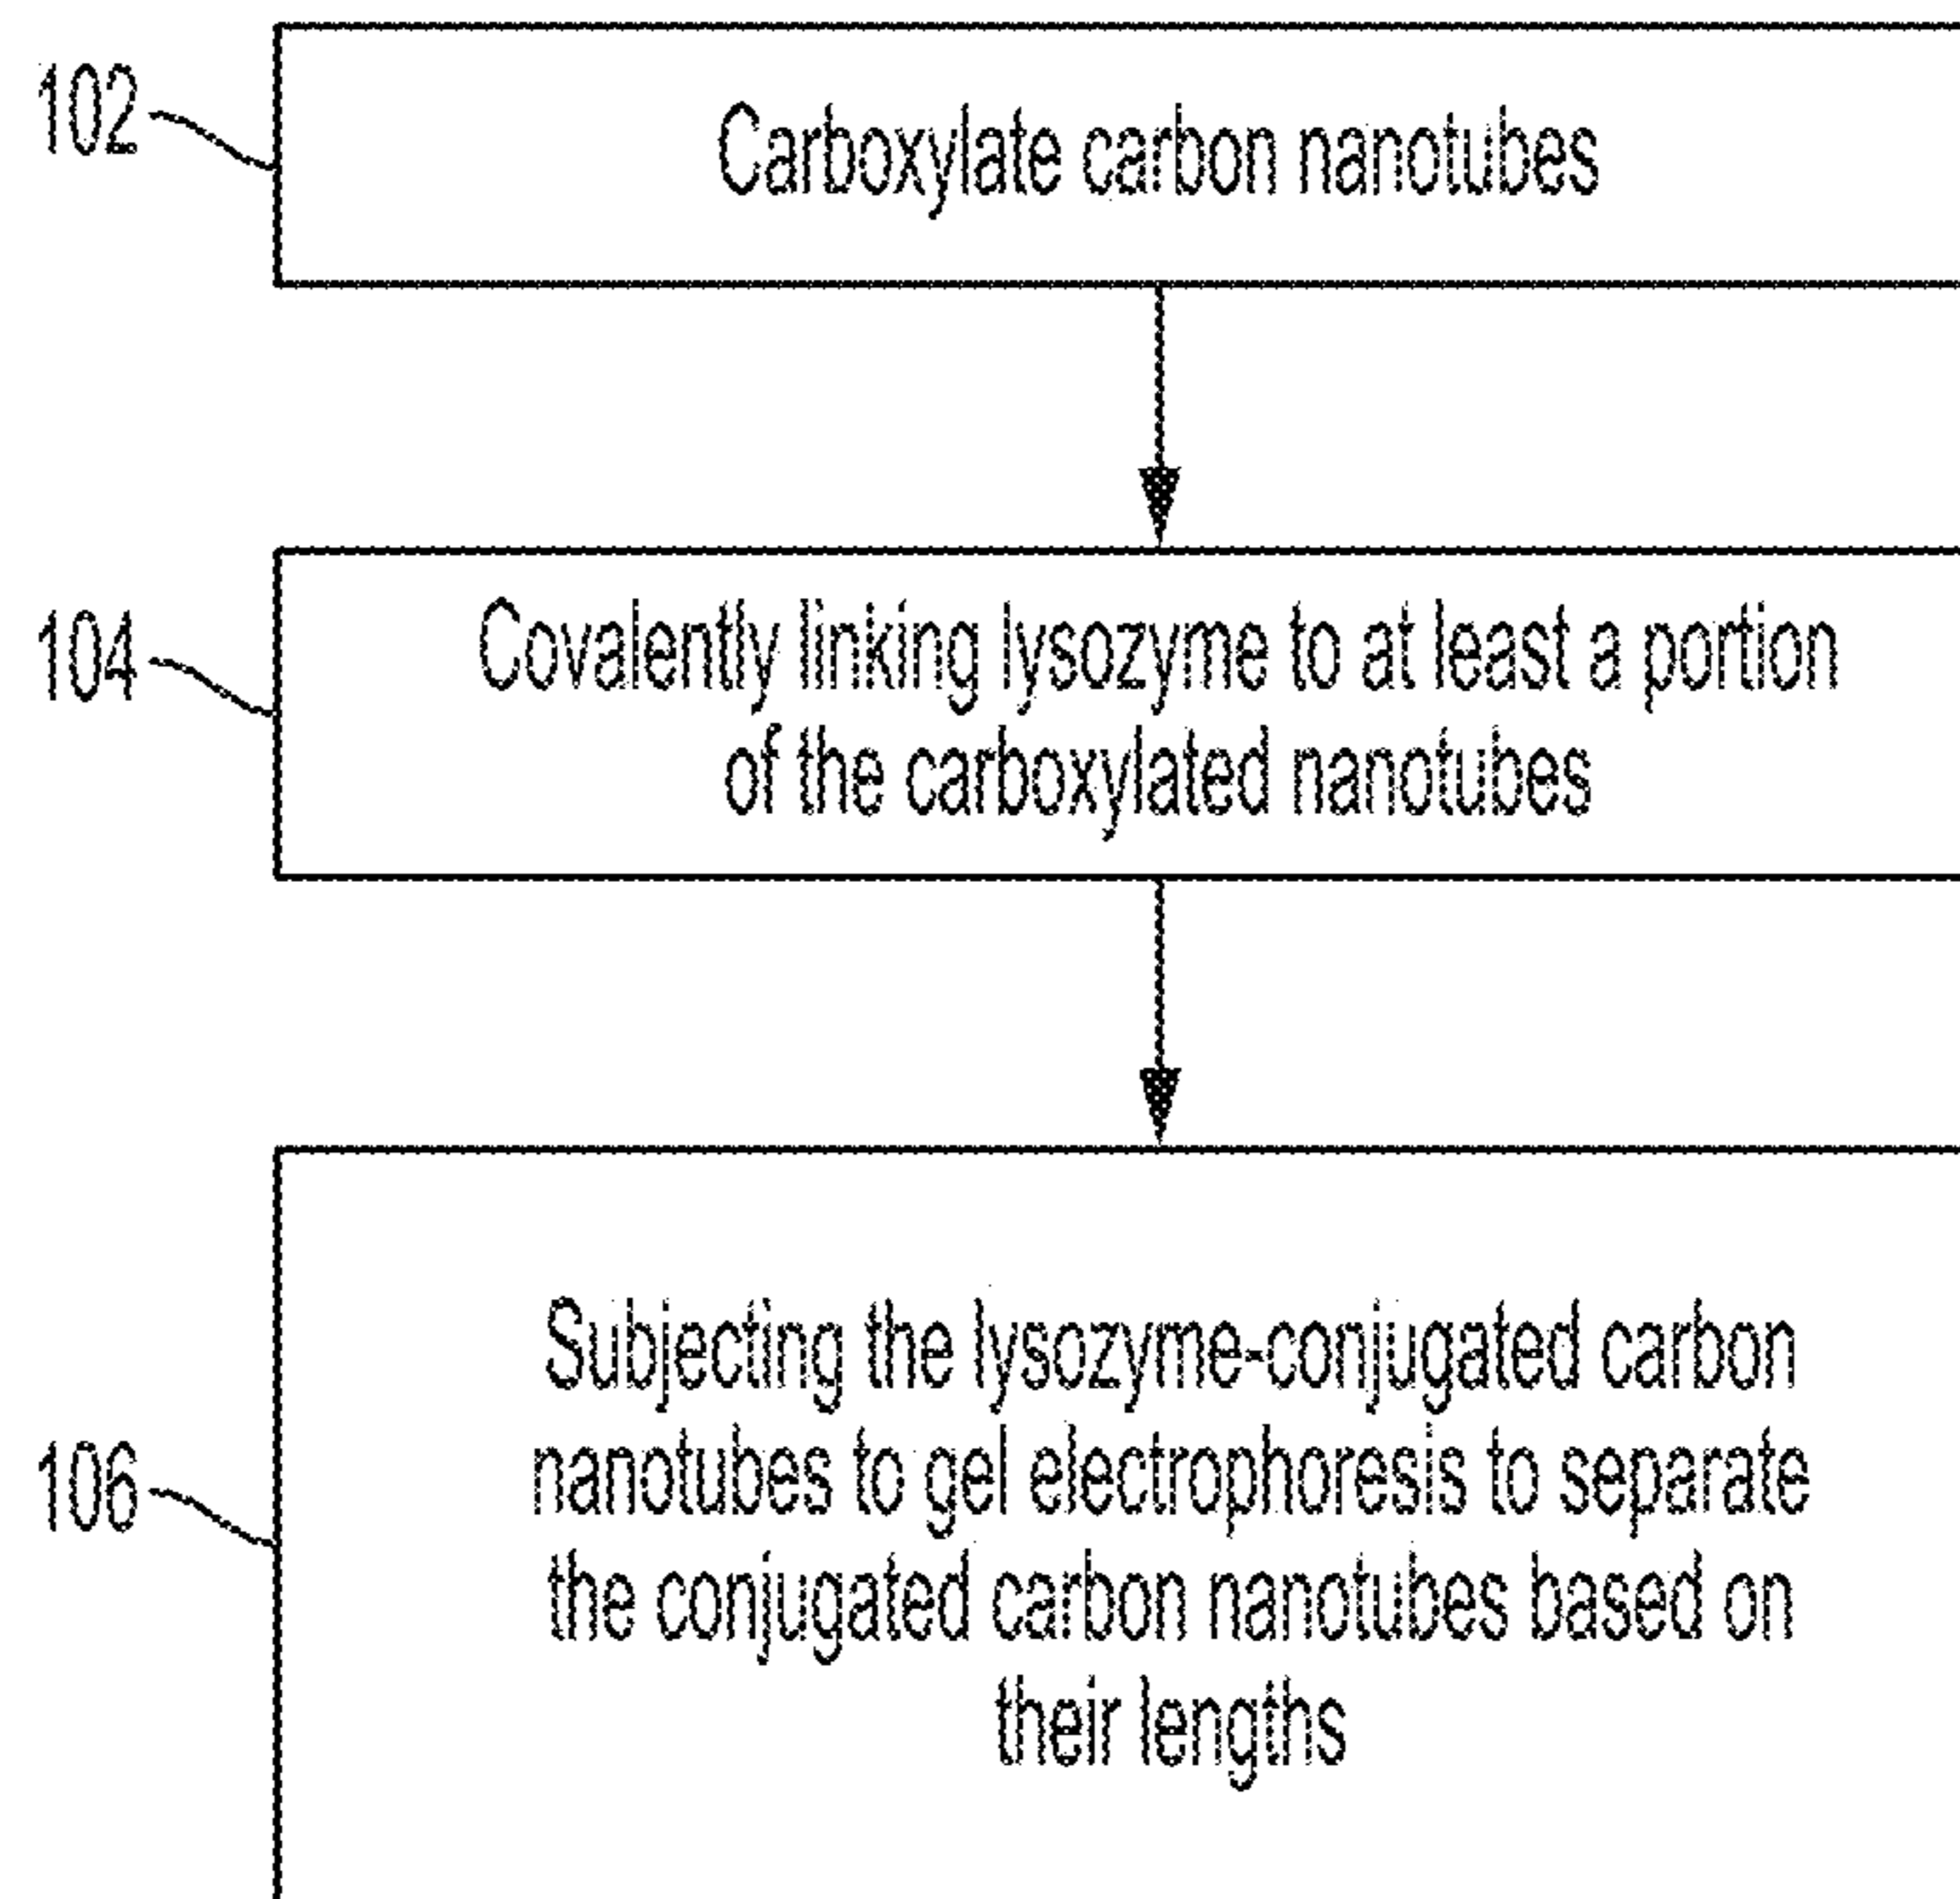 102
Carboxylate carbon nanotubes
104
Covalently linking lysozyme to at least a portion
of the carboxylated nanotubes
106
Subjecting the lysozyme-conjugated carbon
nanotubes to gel electrophoresis to separate
the conjugated carbon nanotubes based on
their lengths